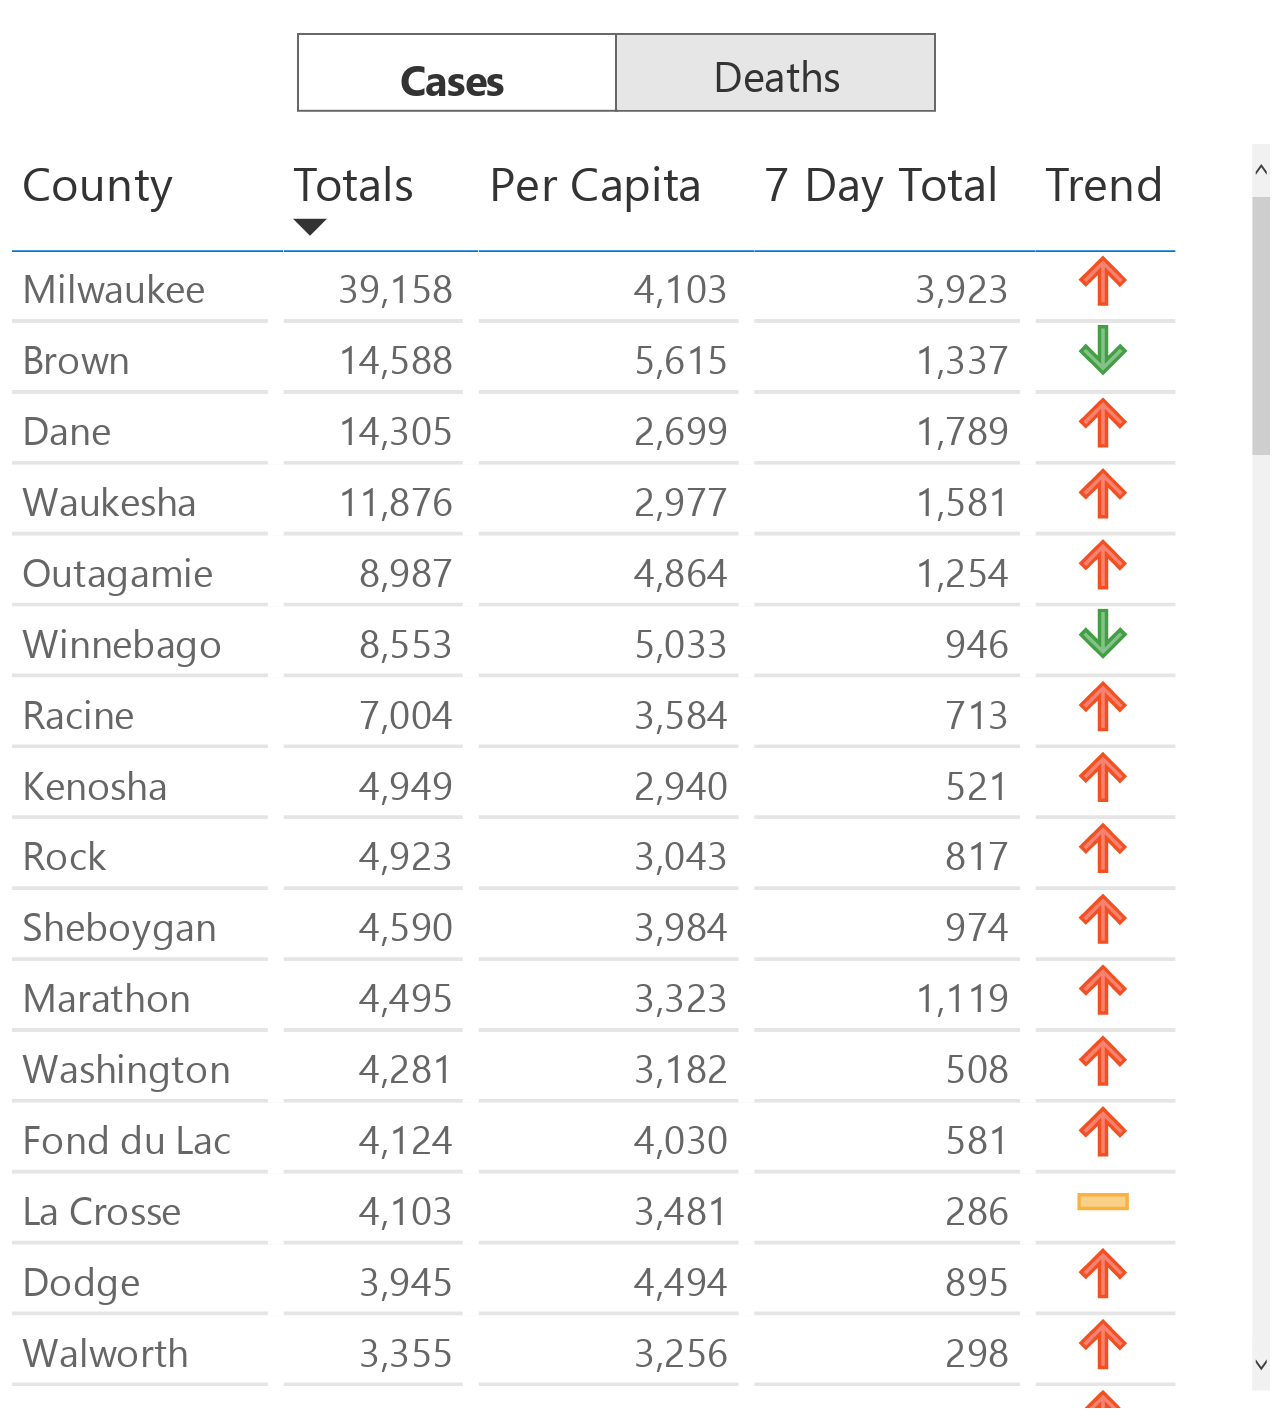 Cases Deaths
County Totals Per Capita 7 Day Total Trend
Milwaukee 39,158 4,103 3,923
Brown 14,588 5,615 1,337
Dane 14,305 2,699 1,789
Waukesha 11,876 2,977 1,581
Outagamie 8,987 4,864 1,254
Winnebago 8,553 5,033 946
Racine 7,004 3,584 713
Kenosha 4,949 2,940 521
Rock 4,923 3,043 817
Sheboygan 4,590 3,984 974
Marathon 4,495 3,323 1,119
Washington 4,281 3,182 508
Fond du Lac 4,124 4,030 581
La Crosse 4,103 3,481 286
Dodge 3,945 4,494 895
Walworth 3,355 3,256 298